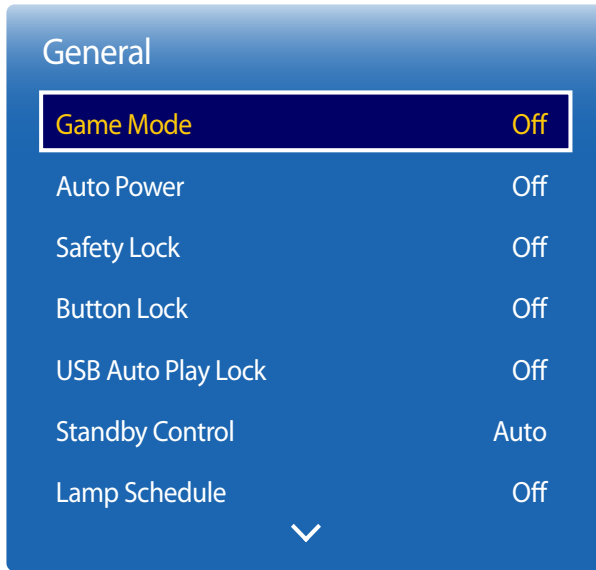 General
Game Mode Off
Auto Power Off
Safety Lock Off
Button Lock Off
USB Auto Play Lock Off
Standby Control Auto
Lamp Schedule Off